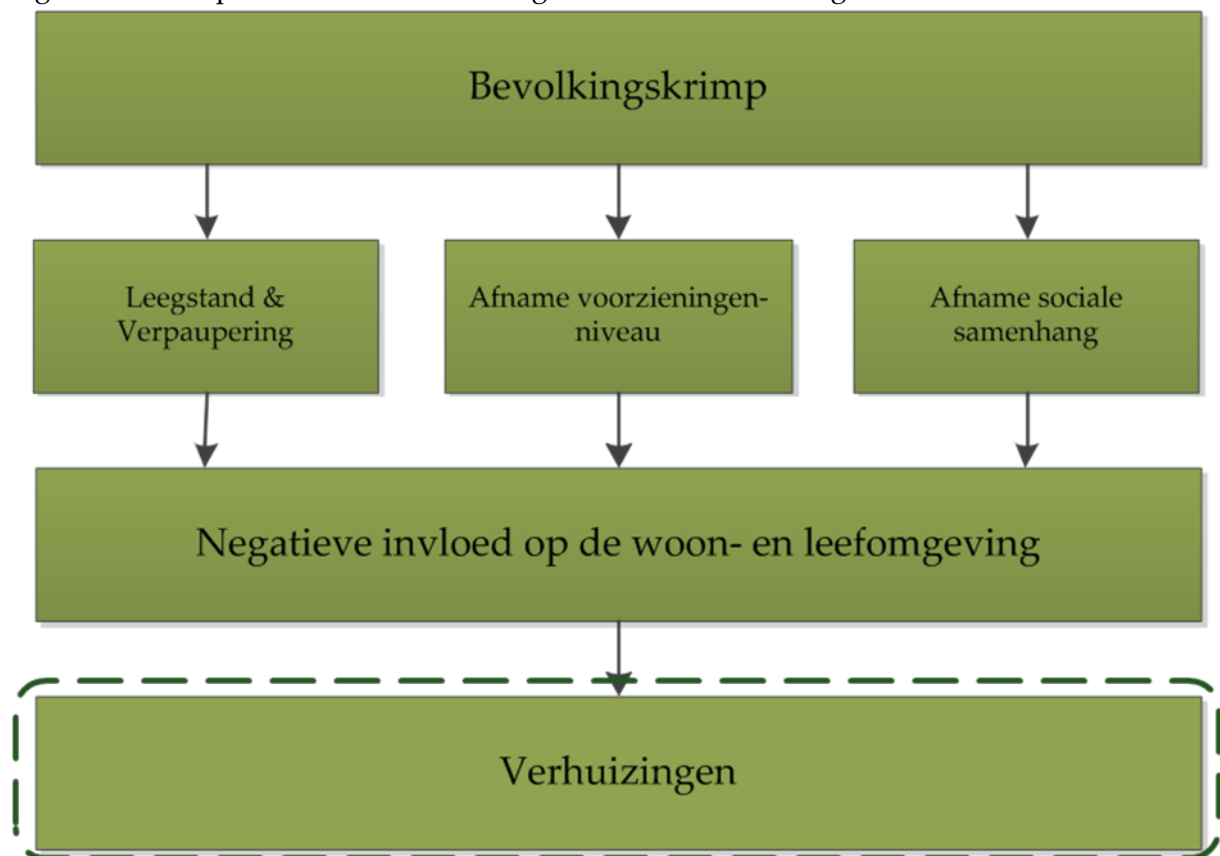 Bevolkingskrimp
Leegstand &
Verpaupering
Afname voorzieningen-
niveau
Afname sociale
samenhang
Negatieve invloed op de woon- en leefomgeving
Verhuizingen